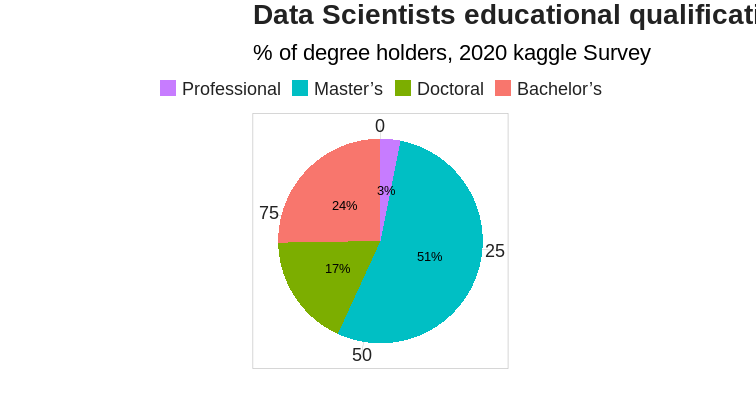 Data Scientists educational qualificati
% of degree holders, 2020 kaggle Survey
Professional Master’s Doctoral Bachelor’s
0
3%
24%
75
25
51%
17%
50